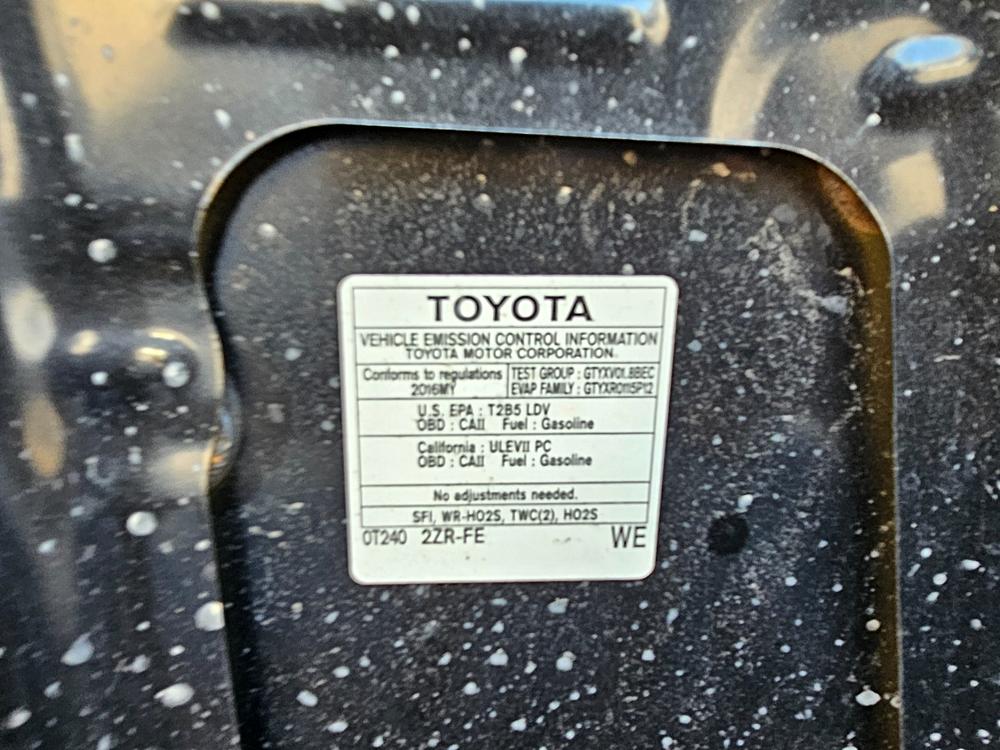 TOYOTA
VEHICLE EMISSION CONTROL INFORMATION
TOYOTA MOTOR CORPORATION
Conforms to regulations
2016MY
TEST GROUP : GTYXV01.8BEC
EVAP FAMILY : GTYXR0115P12
U.S. EPA : T2B5 LDV
OBD : CAII Fuel : Gasoline
California : ULEVII PC
OBD : CAII Fuel : Gasoline
No adjustments needed.
SFI, WR-HO2S, TWC(2), HO2S
0T240 2ZR-FE WE